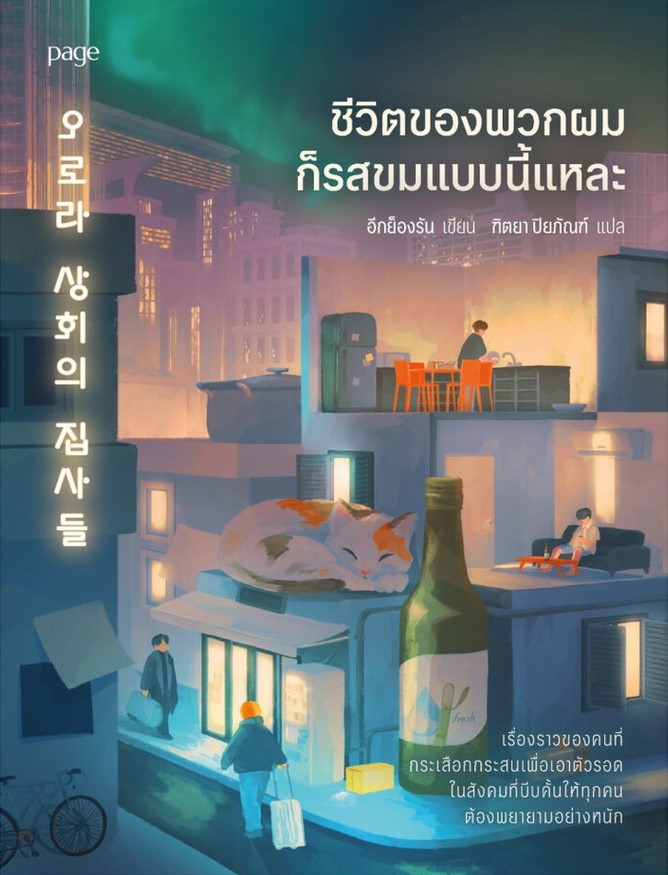 page
오로라 상회의 집사들
ชีวิตของพวกผม
ก็รสขมแบบนี้แหละ
อีกย็องรัน เขียน ฑิตยา ปิยภัณฑ์ แปล
fresh
เรื่องราวของคนที่
กระเสือกกระสนเพื่อเอาตัวรอด
ในสังคมที่บีบคั้นให้ทุกคน
ต้องพยายามอย่างหนัก